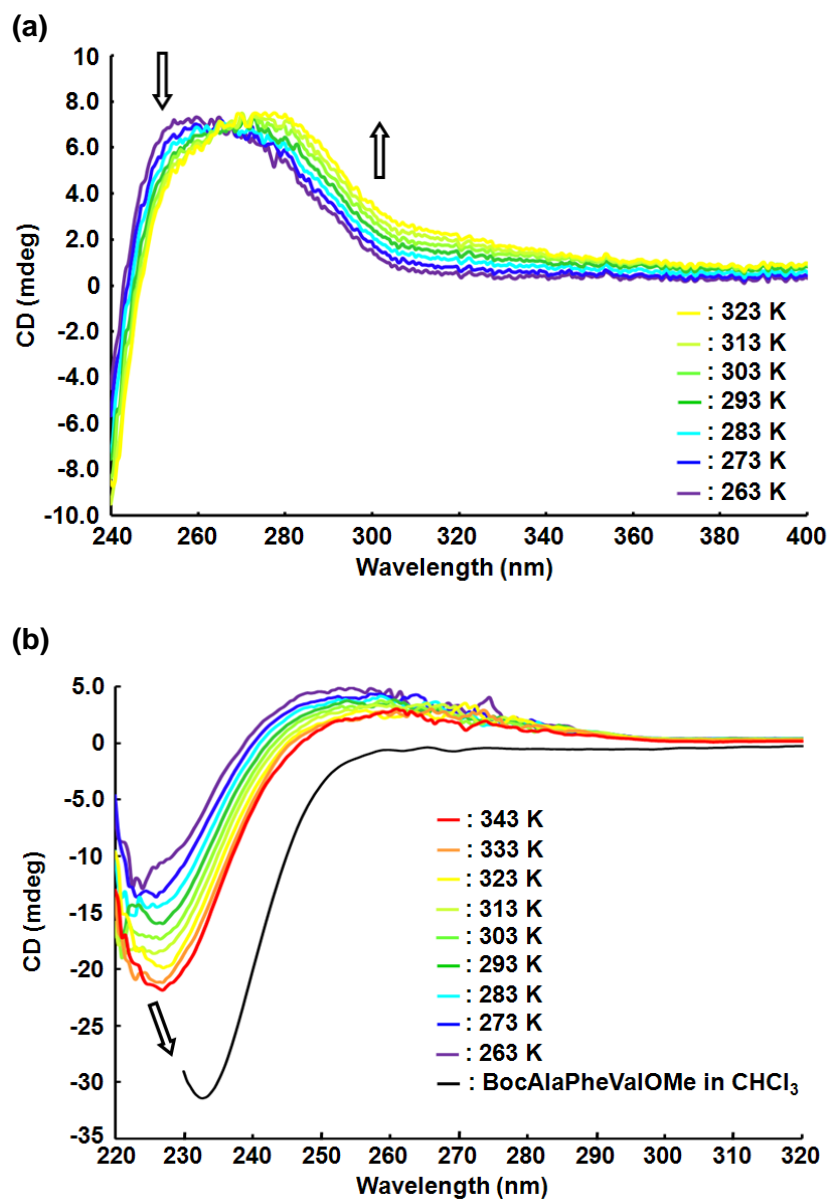 (a)
10
8.0
6.0
4.0
2.0
0
-2.0
-4.0
-6.0
-8.0
-10.0
CD (mdeg)
: 323 K
: 313 K
: 303 K
: 293 K
: 283 K
: 273 K
: 263 K
240 260 280 300 320 340 360 380 400
Wavelength (nm)
(b)
5.0
0
-5.0
-10
-15
-20
-25
-30
-35
CD (mdeg)
: 343 K
: 333 K
: 323 K
: 313 K
: 303 K
: 293 K
: 283 K
: 273 K
: 263 K
: BocAlaPheValOMe in CHCl₃
220 230 240 250 260 270 280 290 300 310 320
Wavelength (nm)